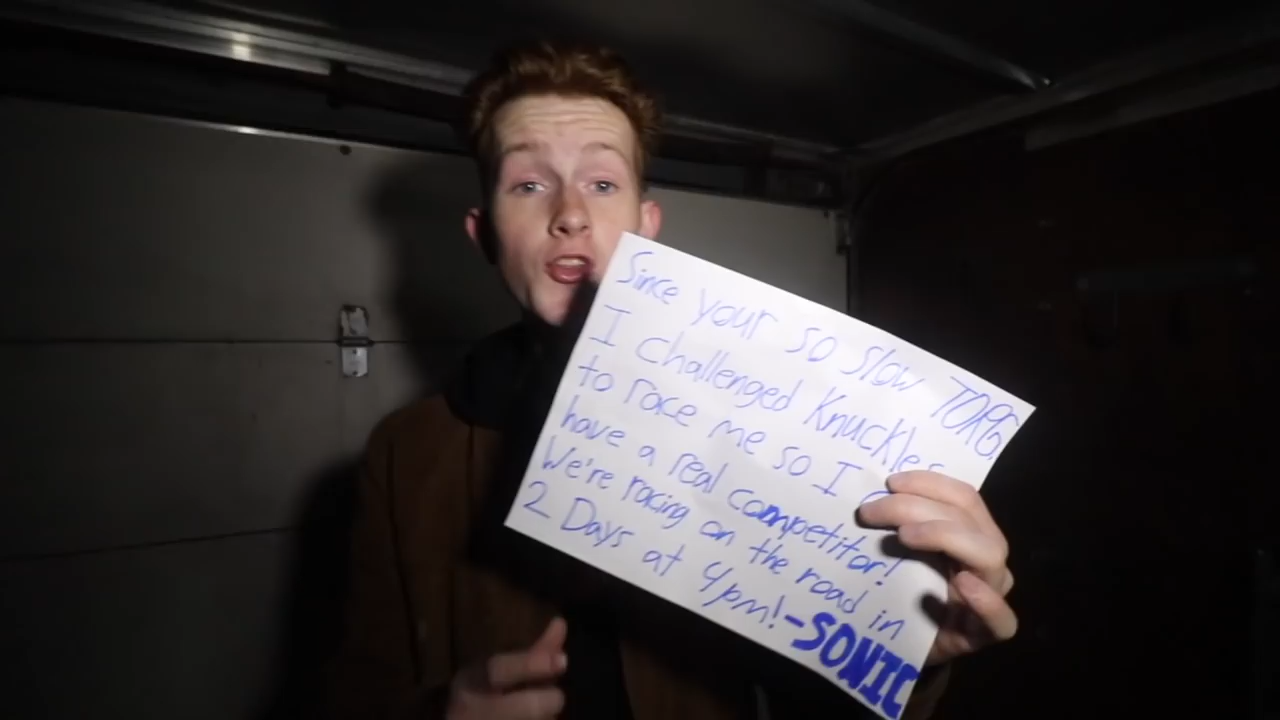 Since your so slow TORG.
I challenged Knuckles
to race me so I
have a real competitor!
We're racing on the road in
2 Days at 4pm! -SONIC